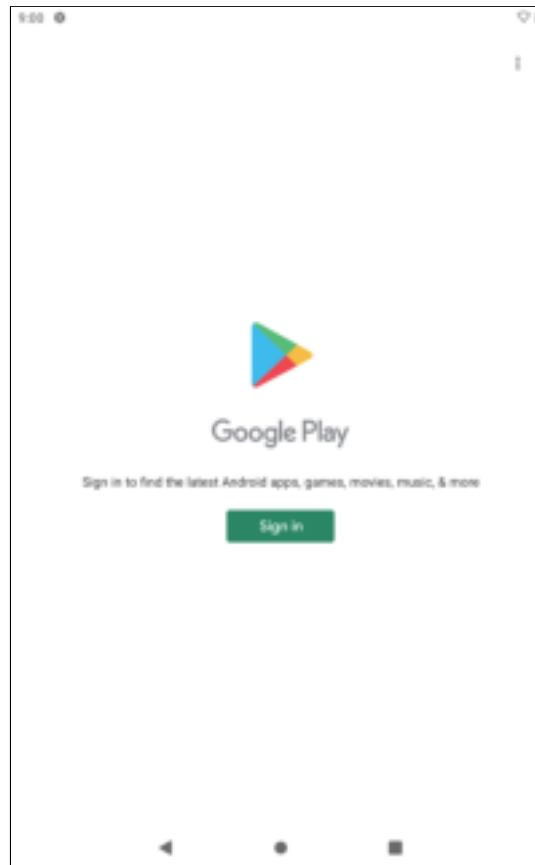 9:00
Google Play
Sign in to find the latest Android apps, games, movies, music, & more
Sign in